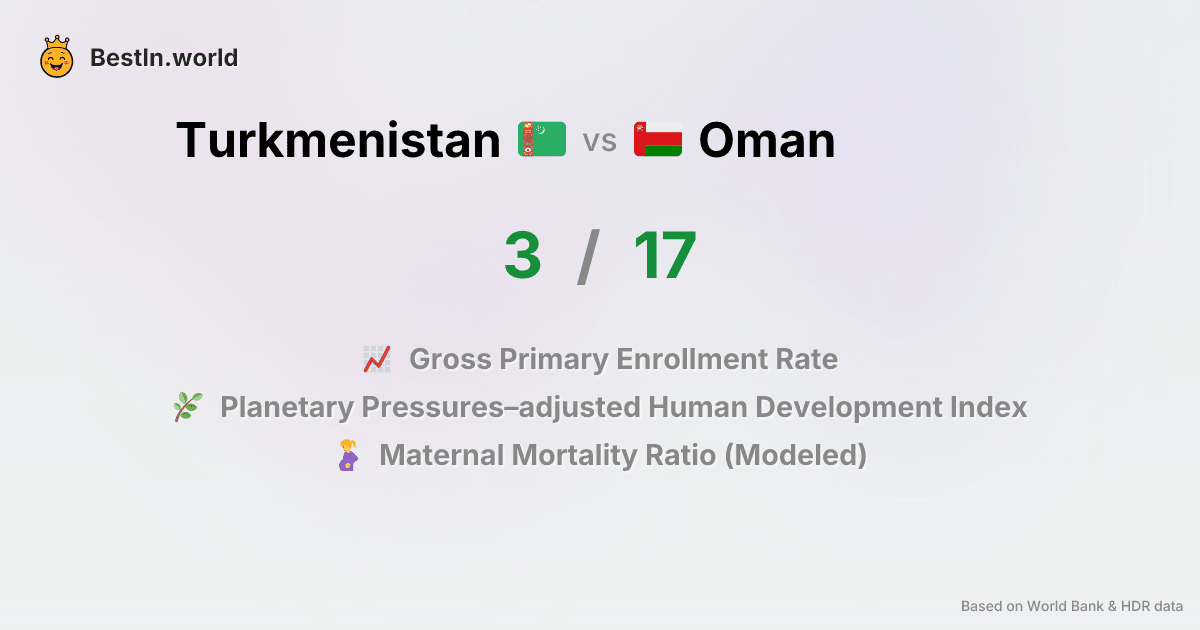 BestIn.world
Turkmenistan vs Oman
3 / 17
Gross Primary Enrollment Rate
Planetary Pressures–adjusted Human Development Index
Maternal Mortality Ratio (Modeled)
Based on World Bank & HDR data